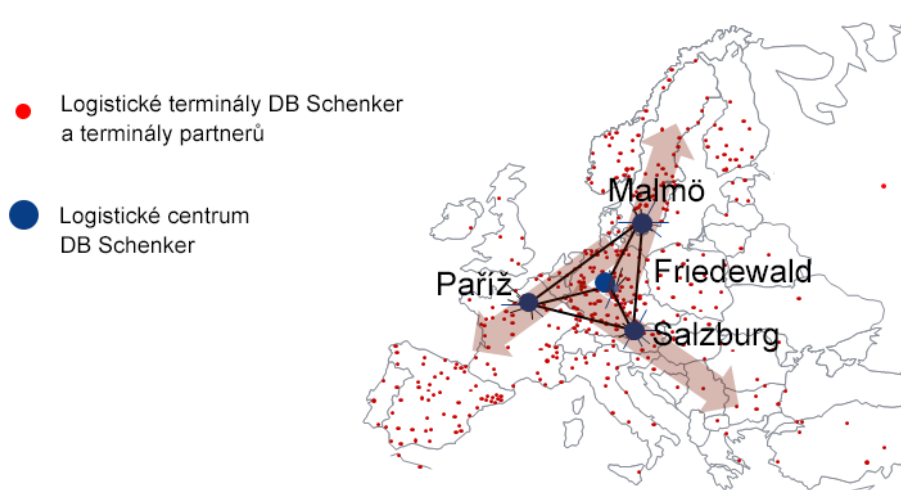 Logistické terminály DB Schenker
a terminály partnerů
Logistické centrum
DB Schenker
Malmö
Friedewald
Paříž
Salzburg